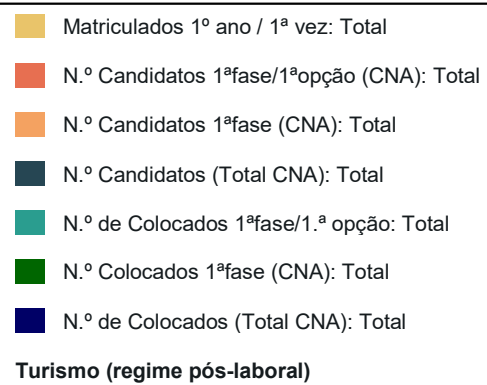 Matriculados 1º ano / 1ª vez: Total
N.º Candidatos 1ªfase/1ªopção (CNA): Total
N.º Candidatos 1ªfase (CNA): Total
N.º Candidatos (Total CNA): Total
N.º de Colocados 1ªfase/1.ª opção: Total
N.º Colocados 1ªfase (CNA): Total
N.º de Colocados (Total CNA): Total
Turismo (regime pós-laboral)